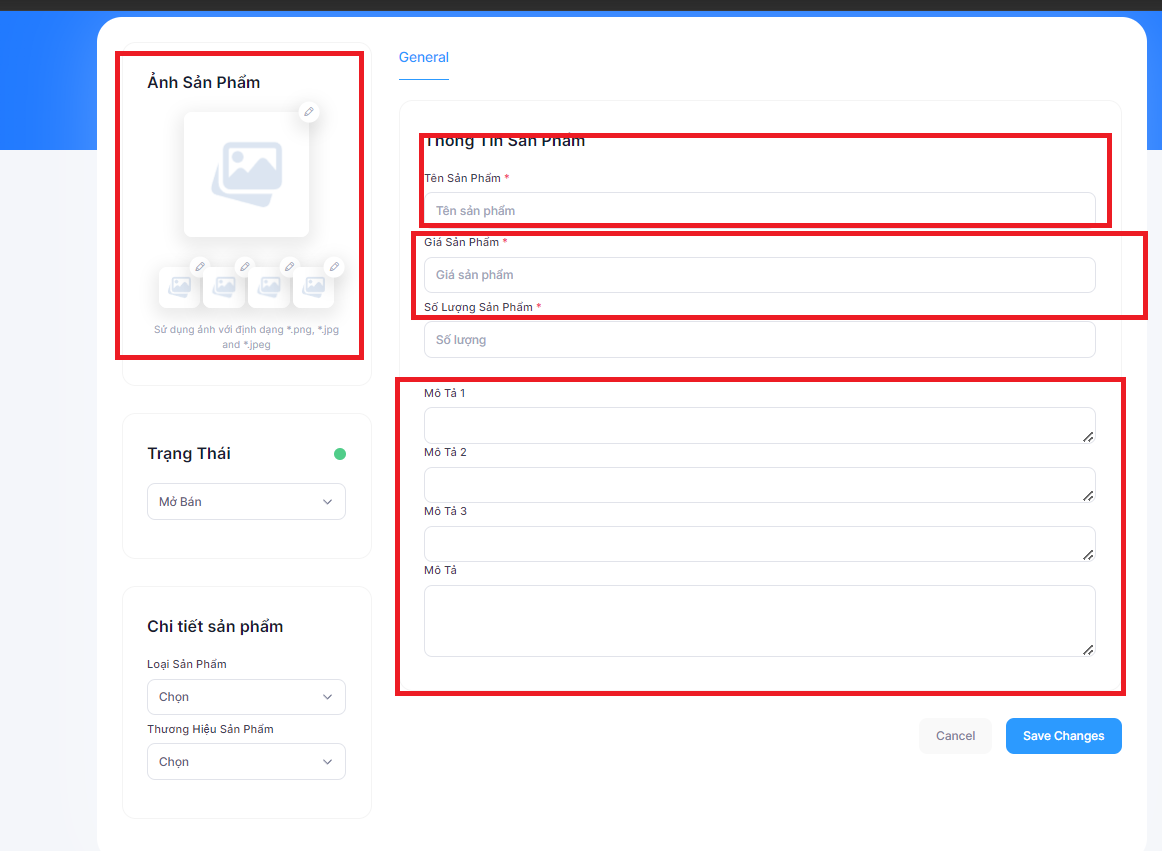 Ảnh Sản Phẩm
Sử dụng ảnh với định dạng *.png, *.jpg
and *.jpeg
Trạng Thái
Mở Bán
Chi tiết sản phẩm
Loại Sản Phẩm
Chọn
Thương Hiệu Sản Phẩm
Chọn
General
Thông Tin Sản Phẩm
Tên Sản Phẩm *
Tên sản phẩm
Giá Sản Phẩm *
Giá sản phẩm
Số Lượng Sản Phẩm *
Số lượng
Mô Tả 1
Mô Tả 2
Mô Tả 3
Mô Tả
Cancel
Save Changes